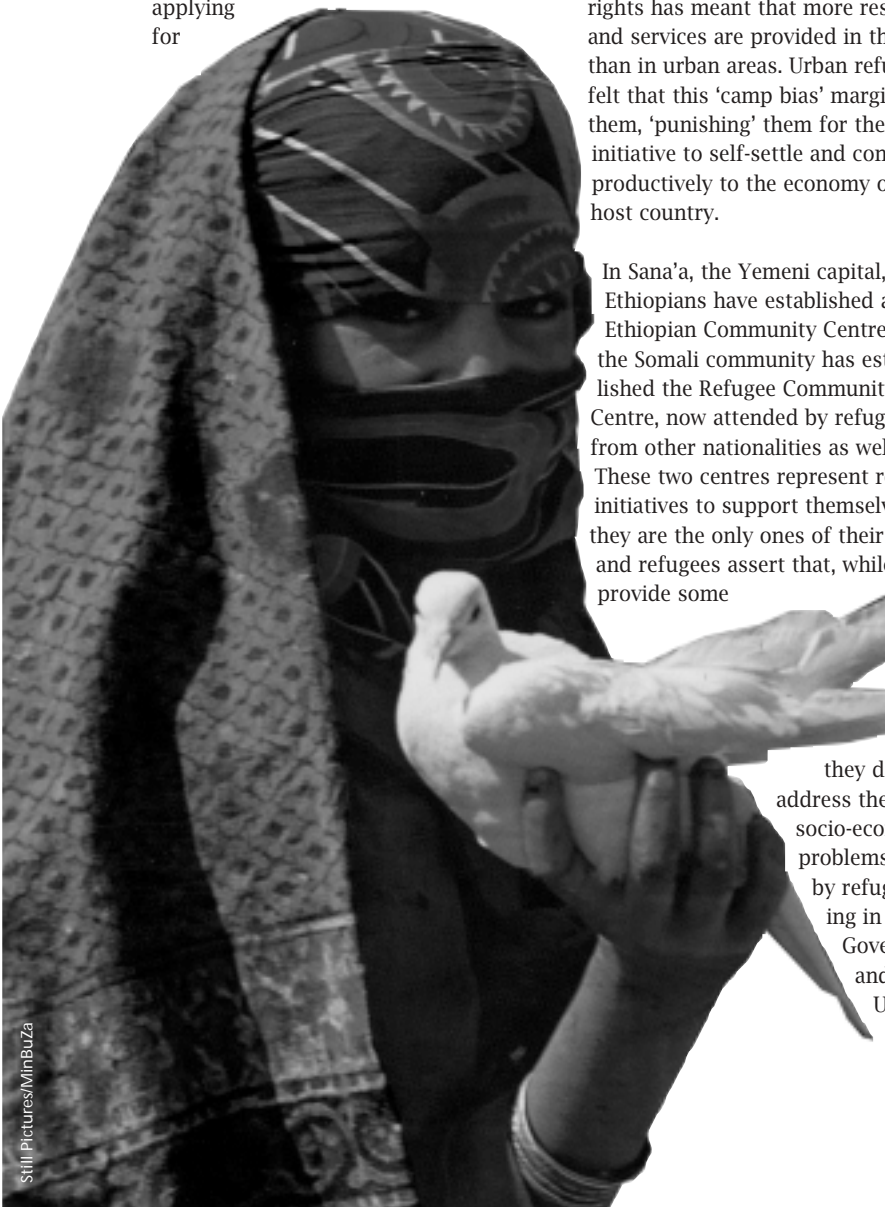 applying
for
rights has meant that more res
and services are provided in th
than in urban areas. Urban refu
felt that this ‘camp bias’ margi
them, ‘punishing’ them for the
initiative to self-settle and con
productively to the economy o
host country.
In Sana’a, the Yemeni capital,
Ethiopians have established a
Ethiopian Community Centre
the Somali community has est
lished the Refugee Communit
Centre, now attended by refug
from other nationalities as wel
These two centres represent r
initiatives to support themselv
they are the only ones of their
and refugees assert that, while
provide some
they d
address the
socio-eco
problems
by refug
ing in
Gove
and
U
Still Pictures/MinBuZa